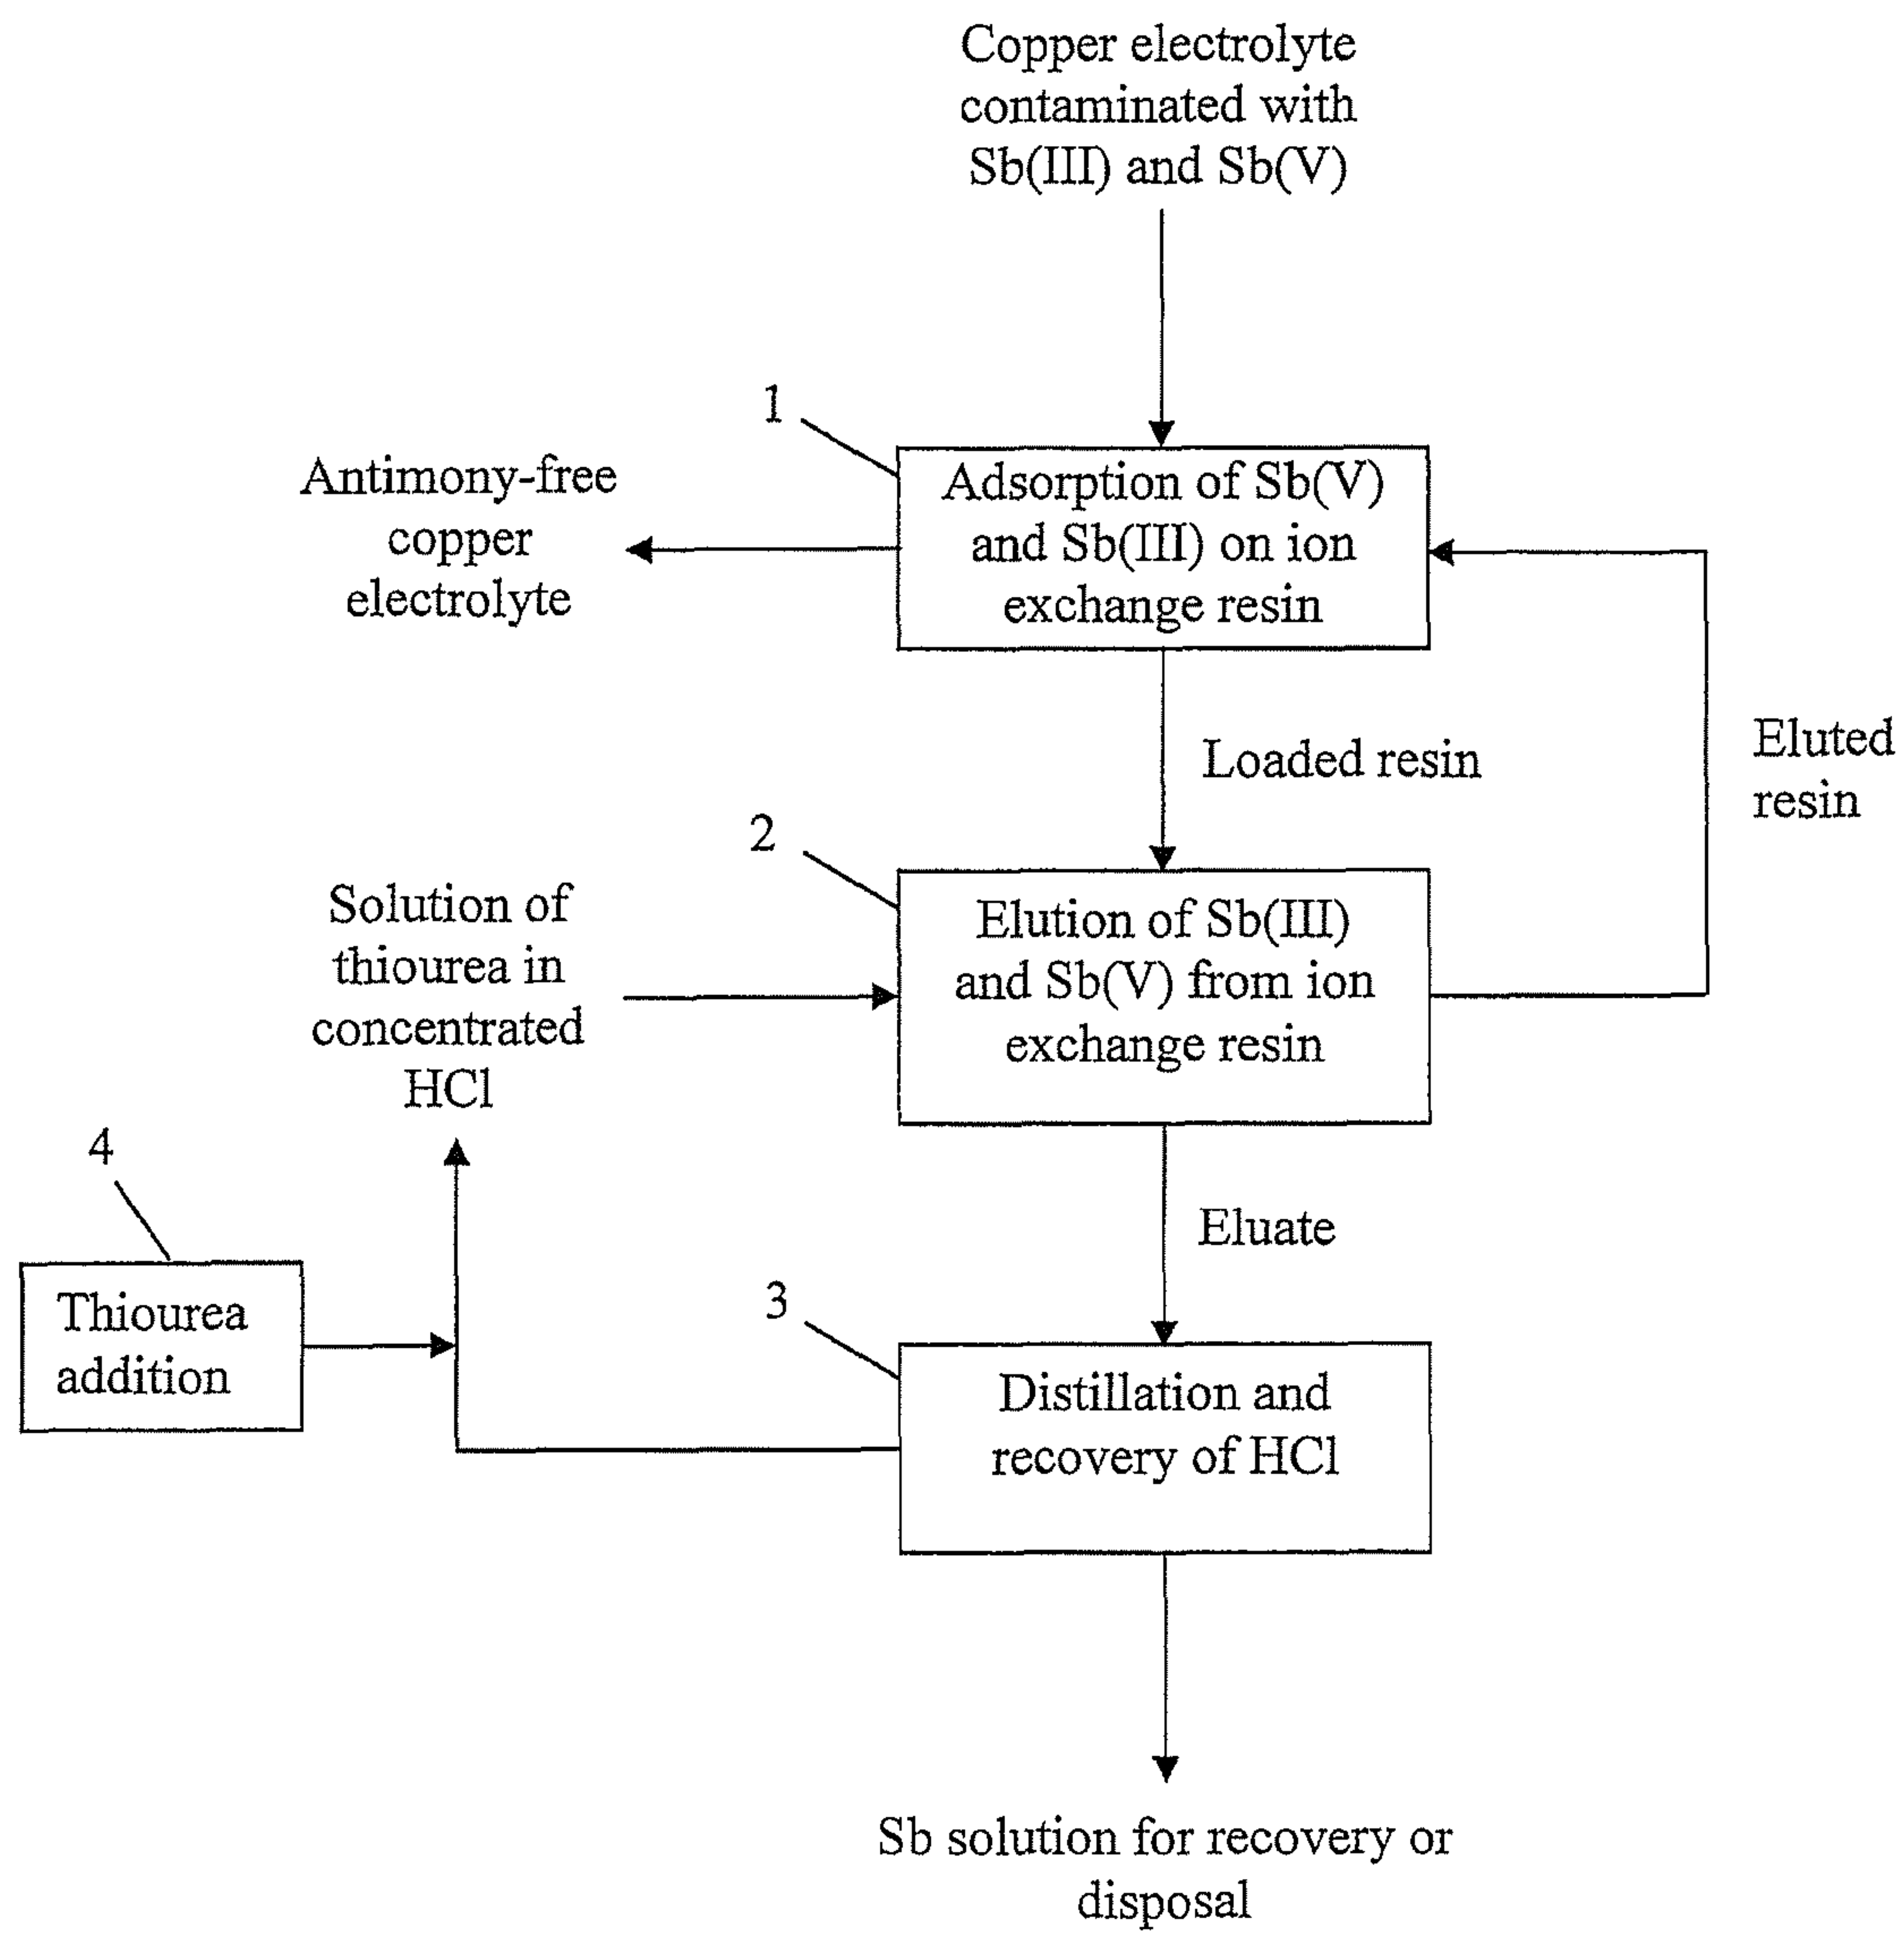 Copper electrolyte
contaminated with
Sb(III) and Sb(V)
1
Antimony-free
copper
electrolyte
Adsorption of Sb(V)
and Sb(III) on ion
exchange resin
Loaded resin
Eluted
resin
2
Solution of
thiourea in
concentrated
HCl
Elution of Sb(III)
and Sb(V) from ion
exchange resin
4
Eluate
Thiourea
addition
3
Distillation and
recovery of HCl
Sb solution for recovery or
disposal